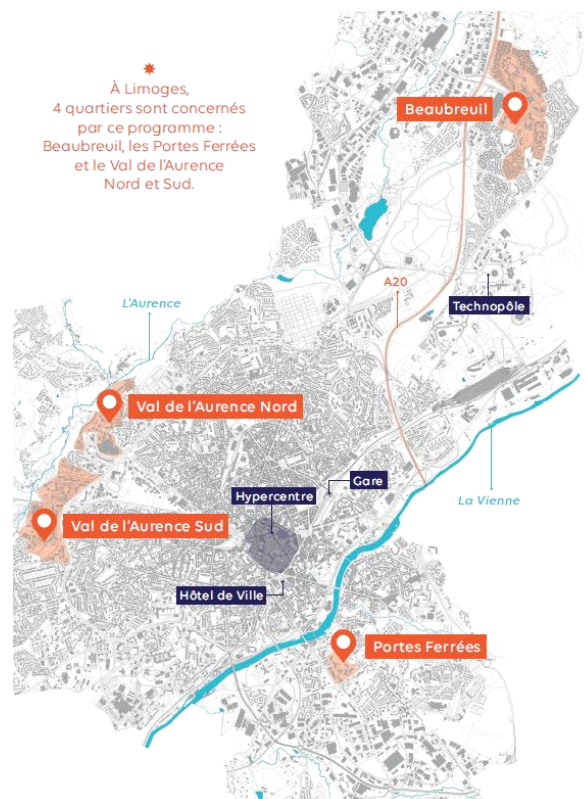 À Limoges,
4 quartiers sont concernés
par ce programme :
Beaubreuil, les Portes Ferrées
et le Val de l'Aurence
Nord et Sud.
Beaubreuil
A20
Technopôle
L'Aurence
Val de l'Aurence Nord
Gare
Hypercentre
La Vienne
Val de l'Aurence Sud
Hôtel de Ville
Portes Ferrées